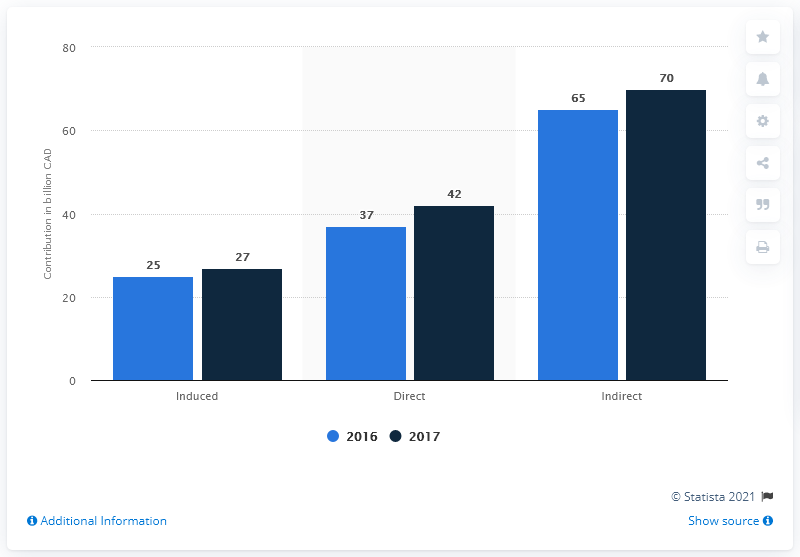 Contribution in billion CAD
80
60
40
20
0
25
27
37
42
65
70
Induced
Direct
Indirect
2016
2017
© Statista 2021
Additional Information
Show source